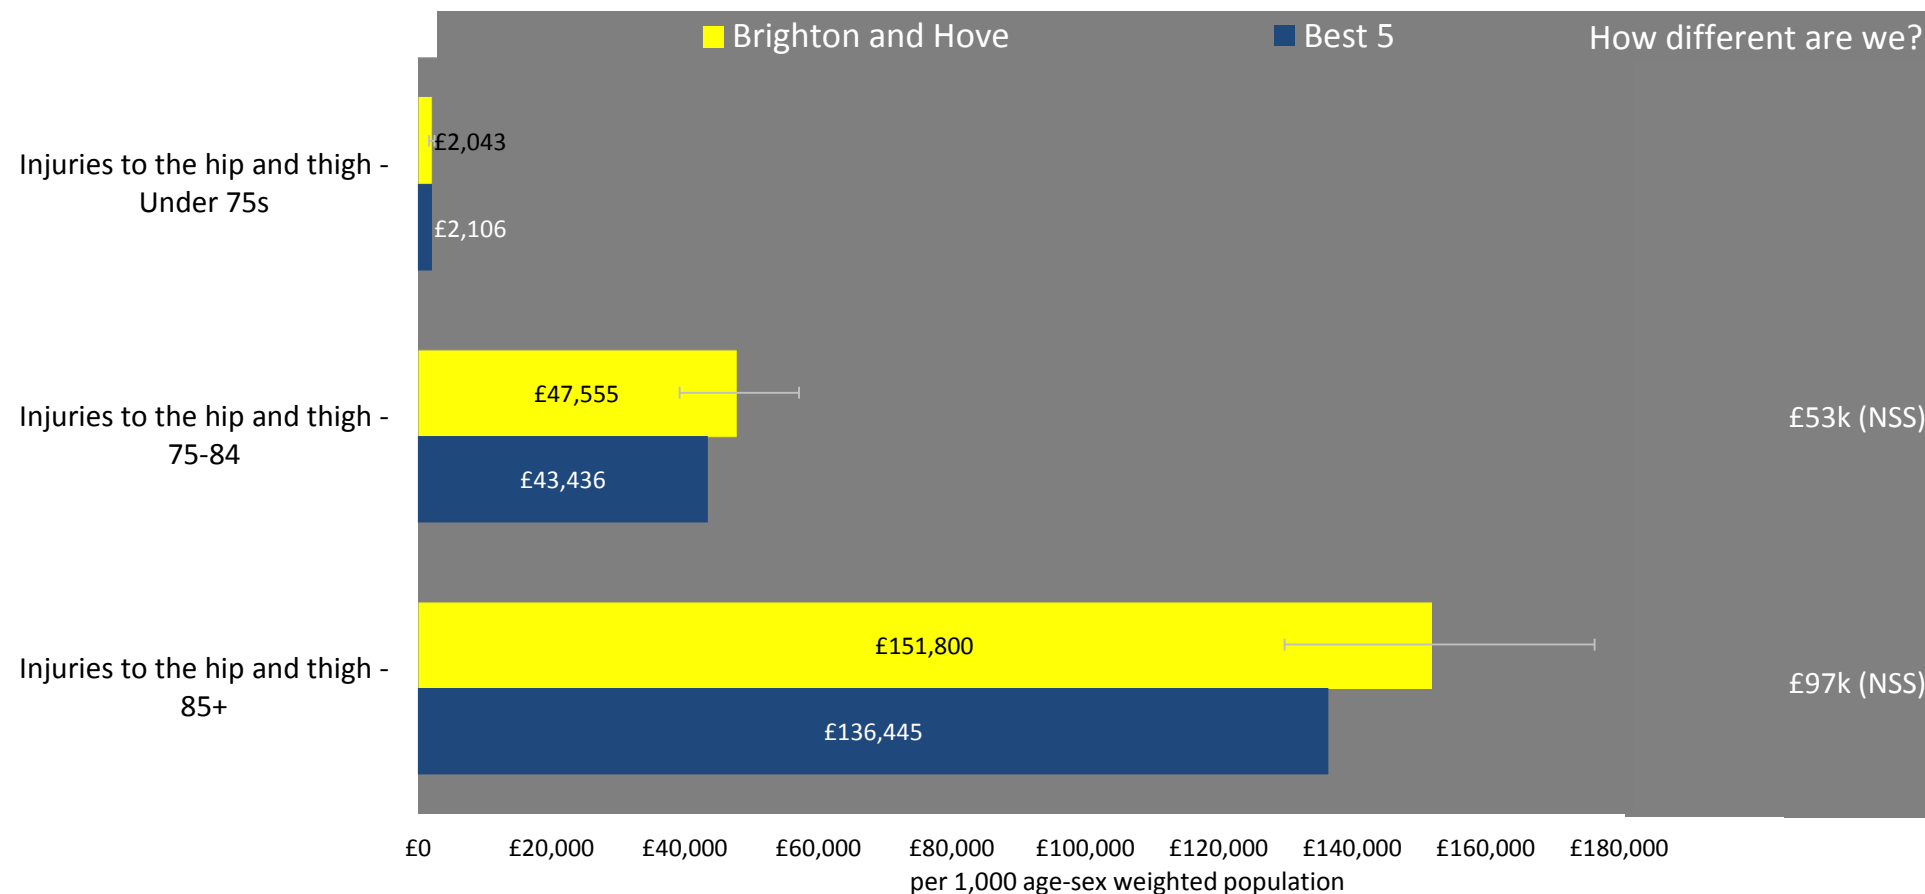 Brighton and Hove
Best 5
How different are we?
Injuries to the hip and thigh -
Under 75s
£2,043
£2,106
Injuries to the hip and thigh -
75-84
£47,555
£43,436
£53k (NSS)
Injuries to the hip and thigh -
85+
£151,800
£136,445
£97k (NSS)
£0 £20,000 £40,000 £60,000 £80,000 £100,000 £120,000 £140,000 £160,000 £180,000
per 1,000 age-sex weighted population